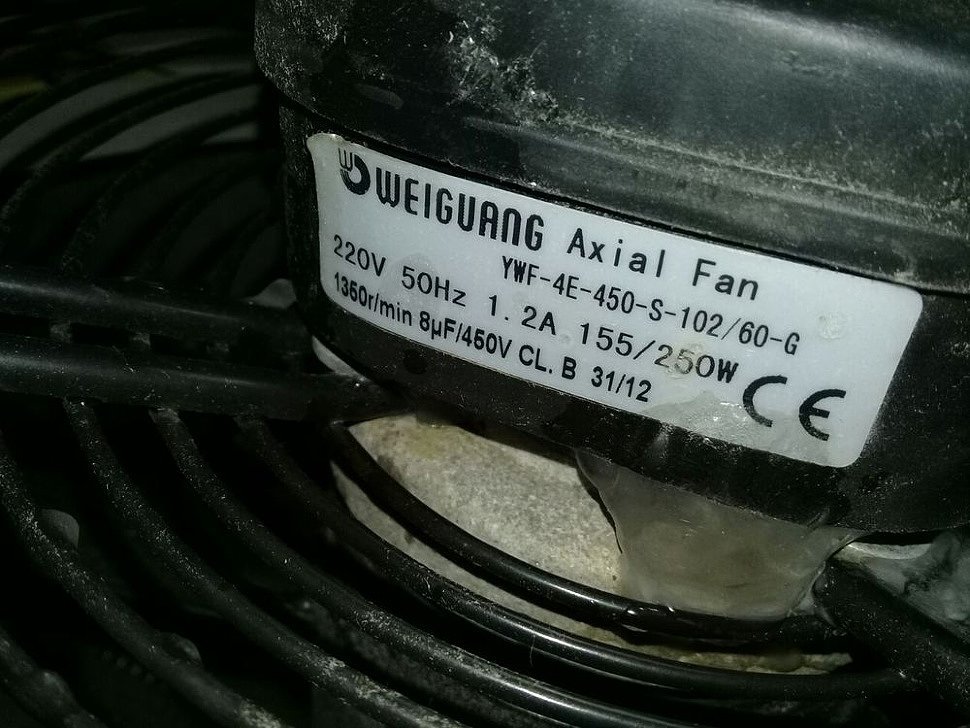 WEIGUANG Axial Fan
YWF-4E-450-S-102/60-G
220V 50Hz 1.2A 155/250W
1360r/min 8µF/450V CL.B 31/12
CE